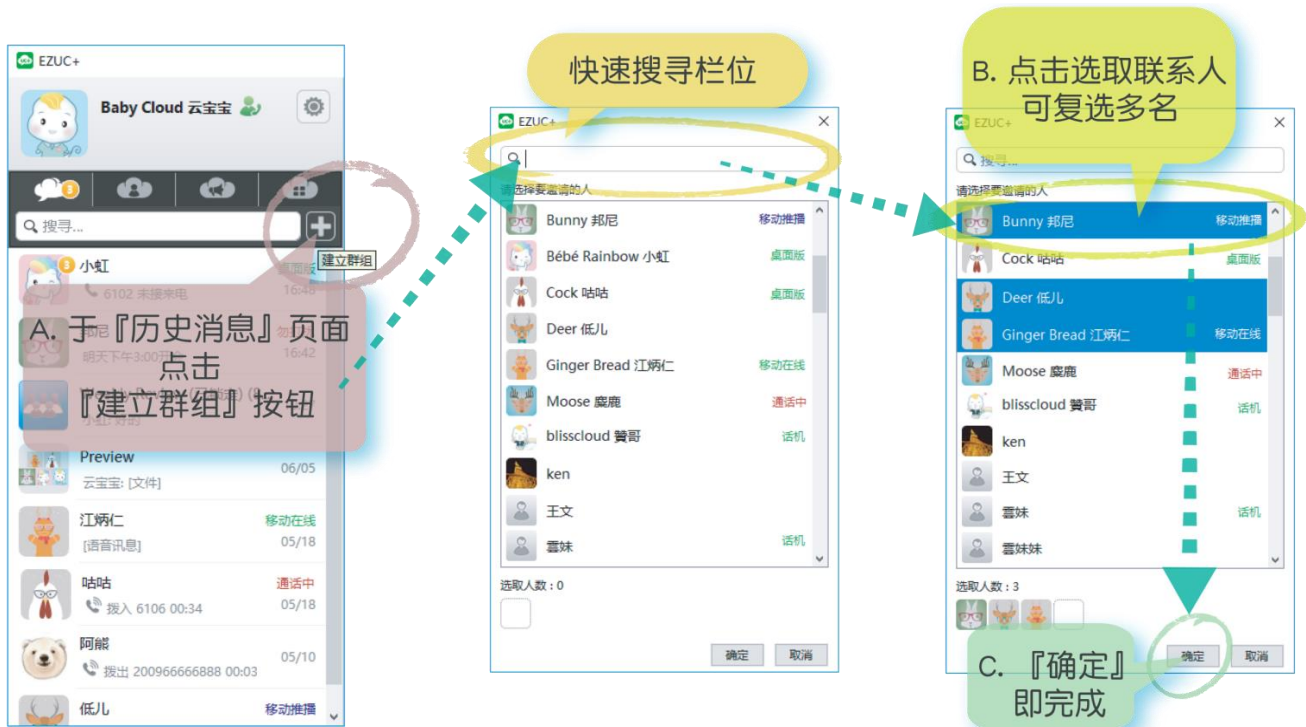 EZUC+
Baby Cloud 云宝宝
3
搜寻...
建立群组
3
小虹
桌面版
6102 未接来电
16:48
A. 于『历史消息』页面
点击
『建立群组』按钮
邦尼
明天下午3:00开
16:42
小虹: 好的
Preview
06/05
云宝宝: [文件]
江炳仁
移动在线
[语音讯息]
05/18
咕咕
通话中
拨入 6106 00:34
05/18
阿熊
拨出 200966666888 00:03
05/10
低儿
移动推播
快速搜寻栏位
EZUC+
请选择要邀请的人
Bunny 邦尼
移动推播
Bébé Rainbow 小虹
桌面版
Cock 咕咕
桌面版
Deer 低儿
Ginger Bread 江炳仁
移动在线
Moose 麋鹿
通话中
blisscloud 贊哥
话机
ken
王文
雲妹
话机
选取人数 : 0
确定
取消
B. 点击选取联系人
可复选多名
EZUC+
搜寻...
请选择要邀请的人
Bunny 邦尼
移动推播
Cock 咕咕
桌面版
Deer 低儿
Ginger Bread 江炳仁
移动在线
Moose 麋鹿
通话中
blisscloud 贊哥
话机
ken
王文
雲妹
话机
雲妹妹
选取人数 : 3
确定
取消
C. 『确定』
即完成